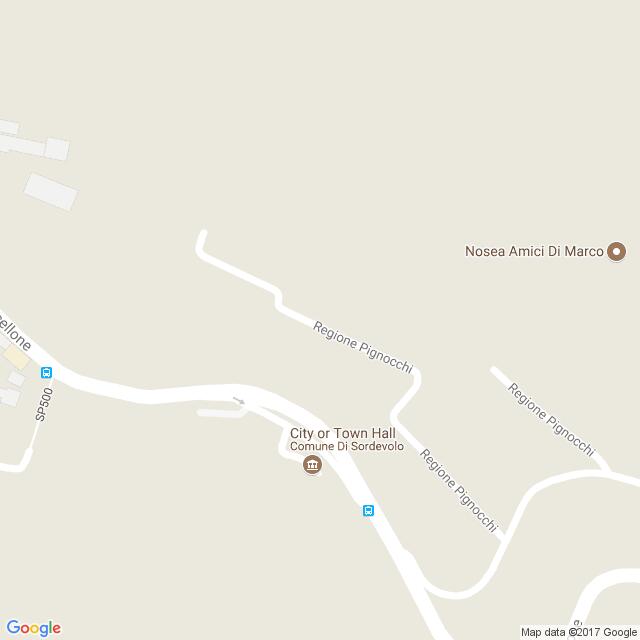 Nosea Amici Di Marco
Regione Pignocchi
Regione Pignocchi
SP500
City or Town Hall
Comune Di Sordevolo
Regione Pignocchi
Google
Map data ©2017 Google